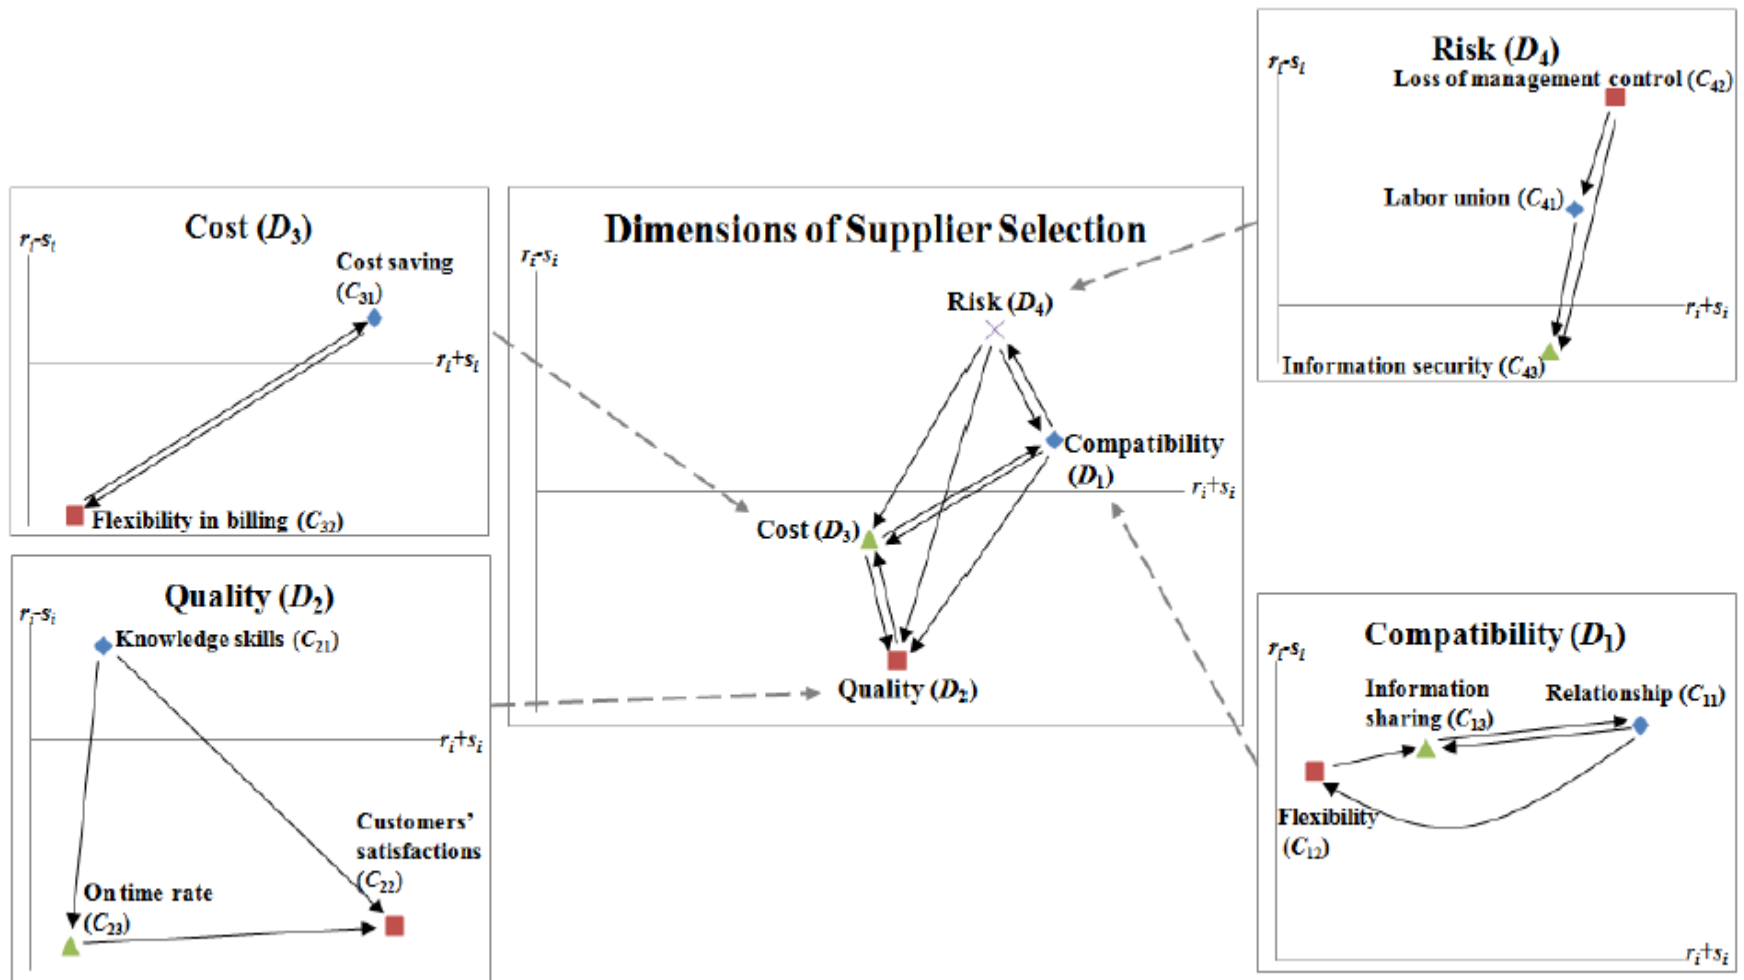 Cost (D3)
ri-si
Cost saving
(C31)
ri+si
Flexibility in billing (C32)
Quality (D2)
ri-si
Knowledge skills (C21)
ri+si
Customers’
satisfactions
(C22)
On time rate
(C23)
Dimensions of Supplier Selection
ri-si
Risk (D4)
Compatibility
(D1)
ri+si
Cost (D3)
Quality (D2)
Risk (D4)
ri-si
Loss of management control (C42)
Labor union (C41)
ri+si
Information security (C43)
Compatibility (D1)
ri-si
Information
sharing (C13)
Relationship (C11)
Flexibility
(C12)
ri+si